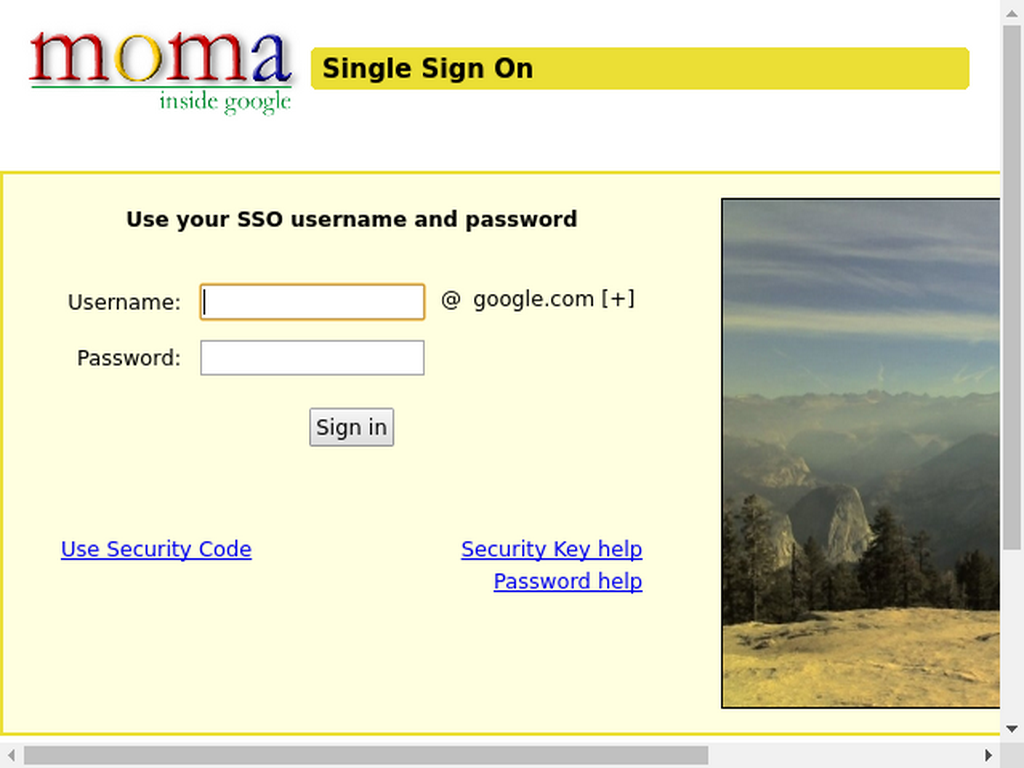 moma
inside google
Single Sign On
Use your SSO username and password
Username: @ google.com [+]
Password:
Sign in
Use Security Code
Security Key help
Password help